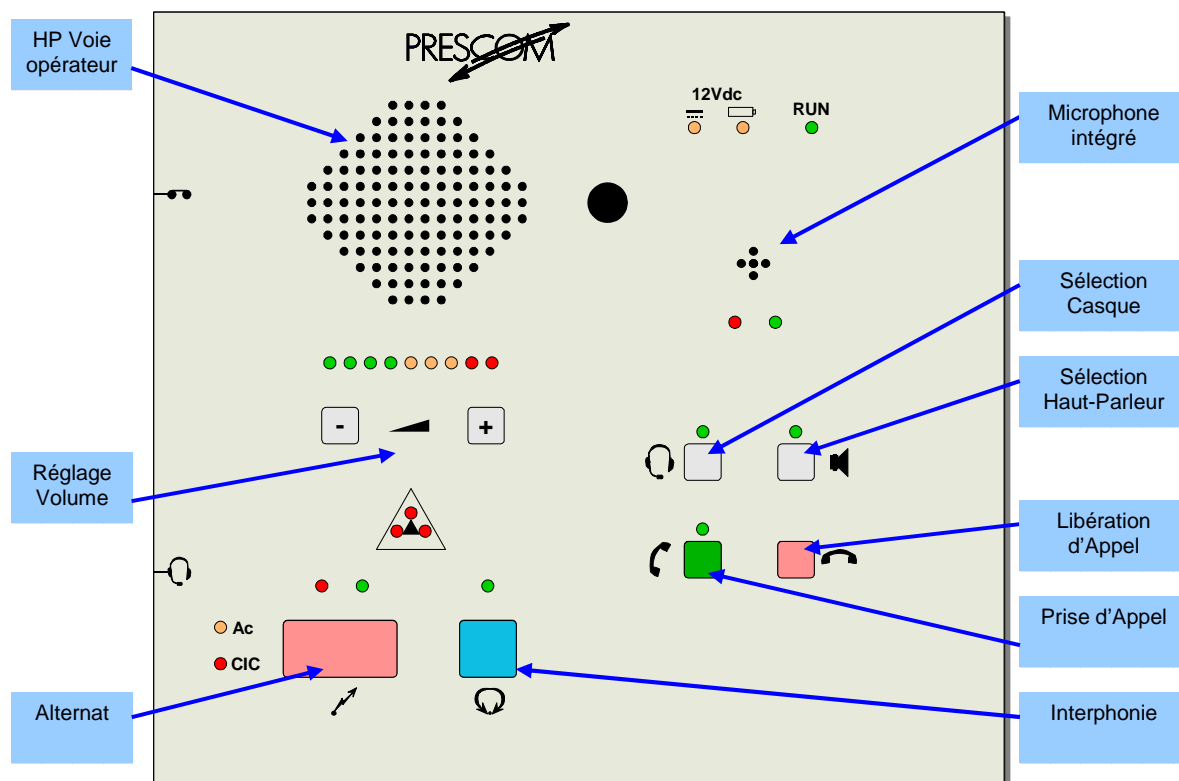 HP Voie
opérateur
PRESCOM
12Vdc
RUN
Microphone
intégré
Sélection
Casque
Sélection
Haut-Parleur
-
+
Réglage
Volume
Libération
d'Appel
Prise d'Appel
Ac
CIC
Alternat
Interphonie